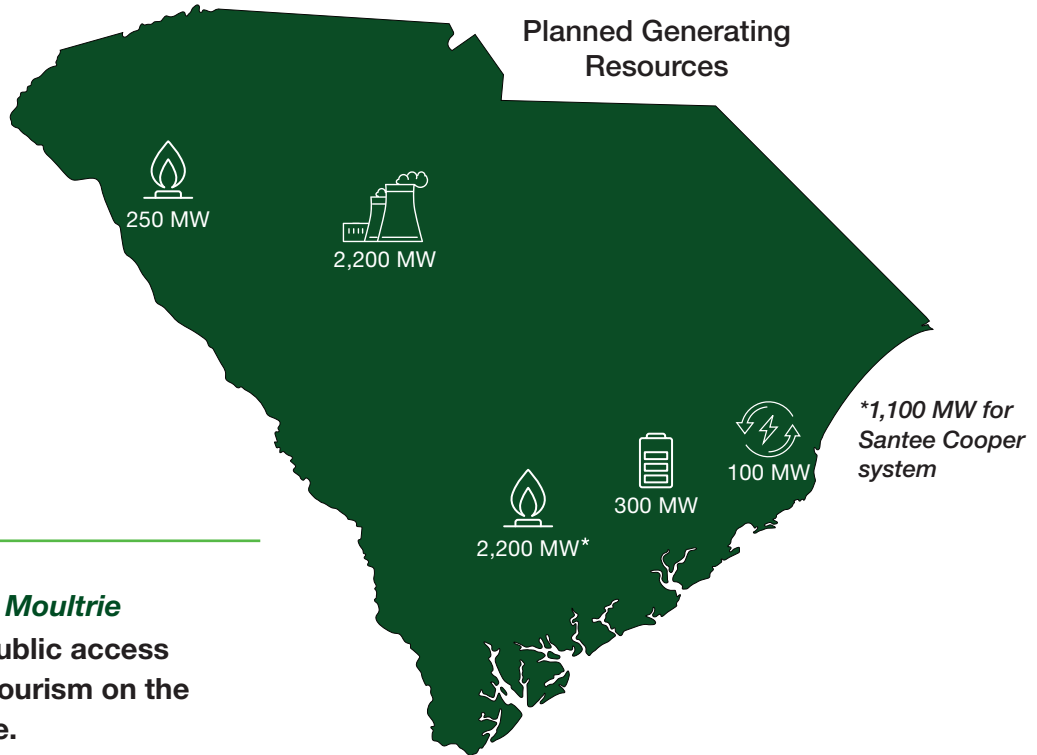 Planned Generating
Resources
250 MW
2,200 MW
*1,100 MW for
Santee Cooper
system
100 MW
300 MW
2,200 MW*
Moultrie
ublic access
ourism on the
e.